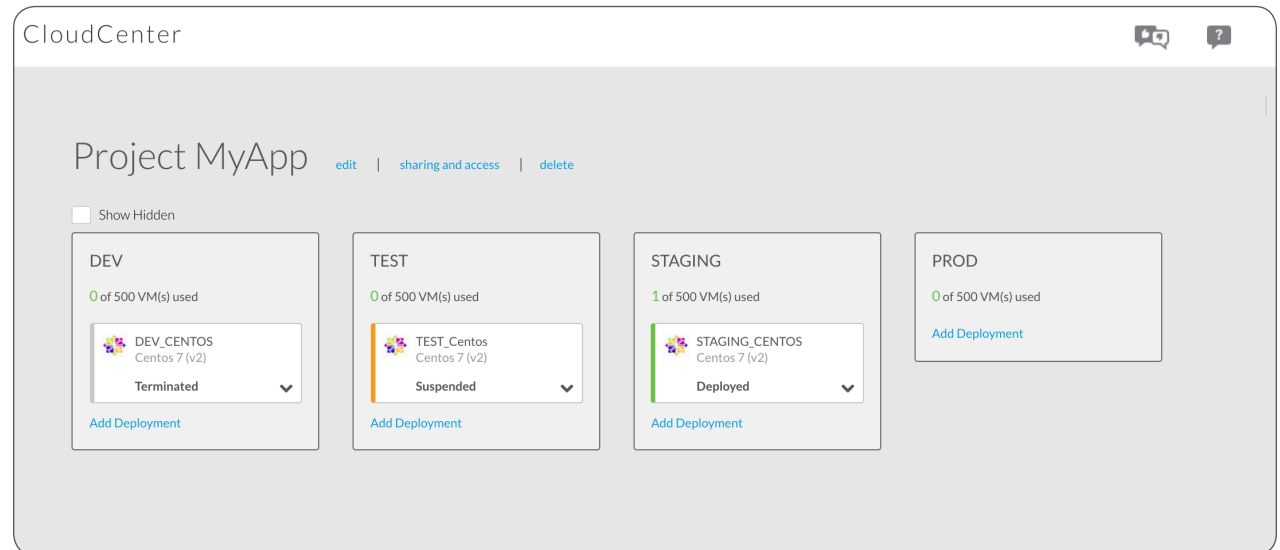 CloudCenter
?
Project MyApp edit | sharing and access | delete
Show Hidden
DEV
0 of 500 VM(s) used
DEV_CENTOS
Centos 7 (v2)
Terminated
Add Deployment
TEST
0 of 500 VM(s) used
TEST_Centos
Centos 7 (v2)
Suspended
Add Deployment
STAGING
1 of 500 VM(s) used
STAGING_CENTOS
Centos 7 (v2)
Deployed
Add Deployment
PROD
0 of 500 VM(s) used
Add Deployment